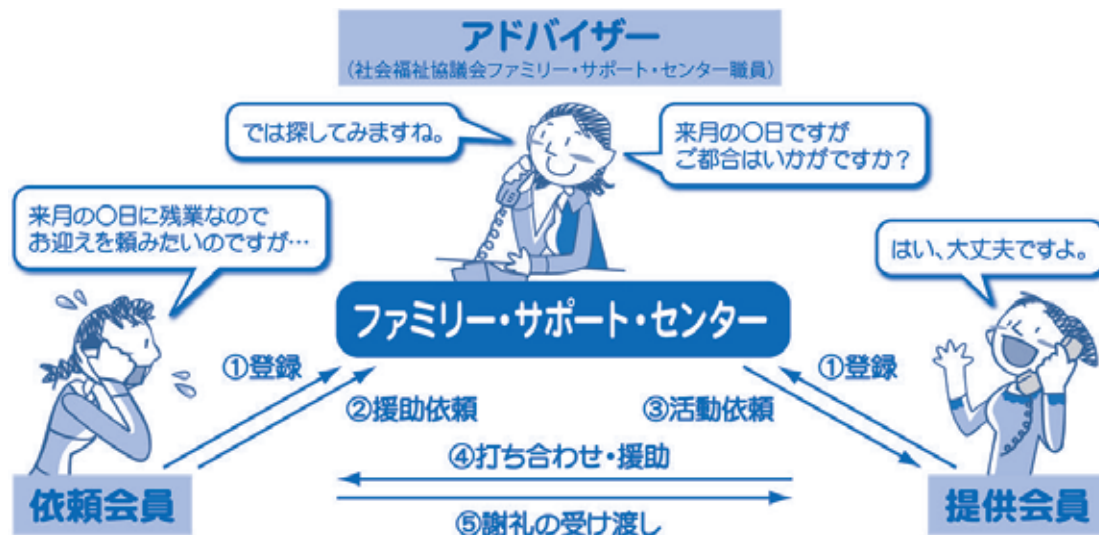 アドバイザー
(社会福祉協議会ファミリー・サポート・センター職員)
では探してみますね。
来月の〇日ですが
ご都合はいかがですか？
来月の〇日に残業なので
お迎えを頼みたいのですが…
はい、大丈夫ですよ。
ファミリー・サポート・センター
①登録
①登録
②援助依頼
③活動依頼
④打ち合わせ・援助
依頼会員
提供会員
⑤謝礼の受け渡し